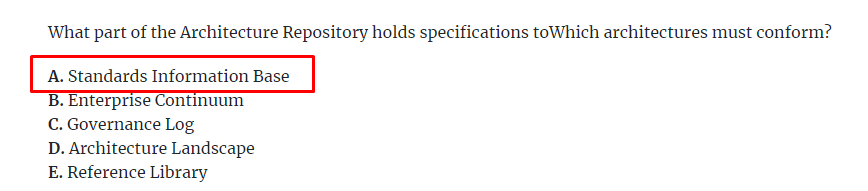 What part of the Architecture Repository holds specifications toWhich architectures must conform?
A. Standards Information Base
B. Enterprise Continuum
C. Governance Log
D. Architecture Landscape
E. Reference Library